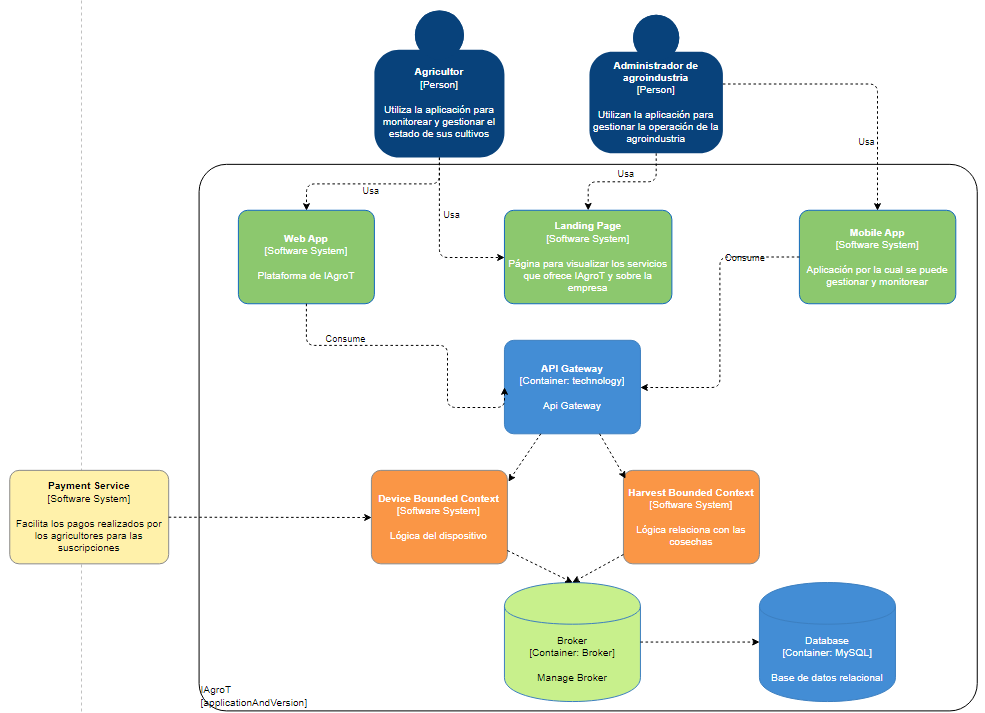 Agricultor
[Person]
Utiliza la aplicación para
monitorear y gestionar el
estado de sus cultivos
Administrador de
agroindustria
[Person]
Utilizan la aplicación para
gestionar la operación de la
agroindustria
Usa
Usa
Usa
Usa
Web App
[Software System]
Plataforma de IAgroT
Landing Page
[Software System]
Página para visualizar los servicios
que ofrece IAgroT y sobre la
empresa
Mobile App
[Software System]
Aplicación por la cual se puede
gestionar y monitorear
Consume
Consume
API Gateway
[Container: technology]
Api Gateway
Payment Service
[Software System]
Facilita los pagos realizados por
los agricultores para las
suscripciones
Device Bounded Context
[Software System]
Lógica del dispositivo
Harvest Bounded Context
[Software System]
Lógica relaciona con las
cosechas
Broker
[Container: Broker]
Manage Broker
Database
[Container: MySQL]
Base de datos relacional
IAgroT
[applicationAndVersion]